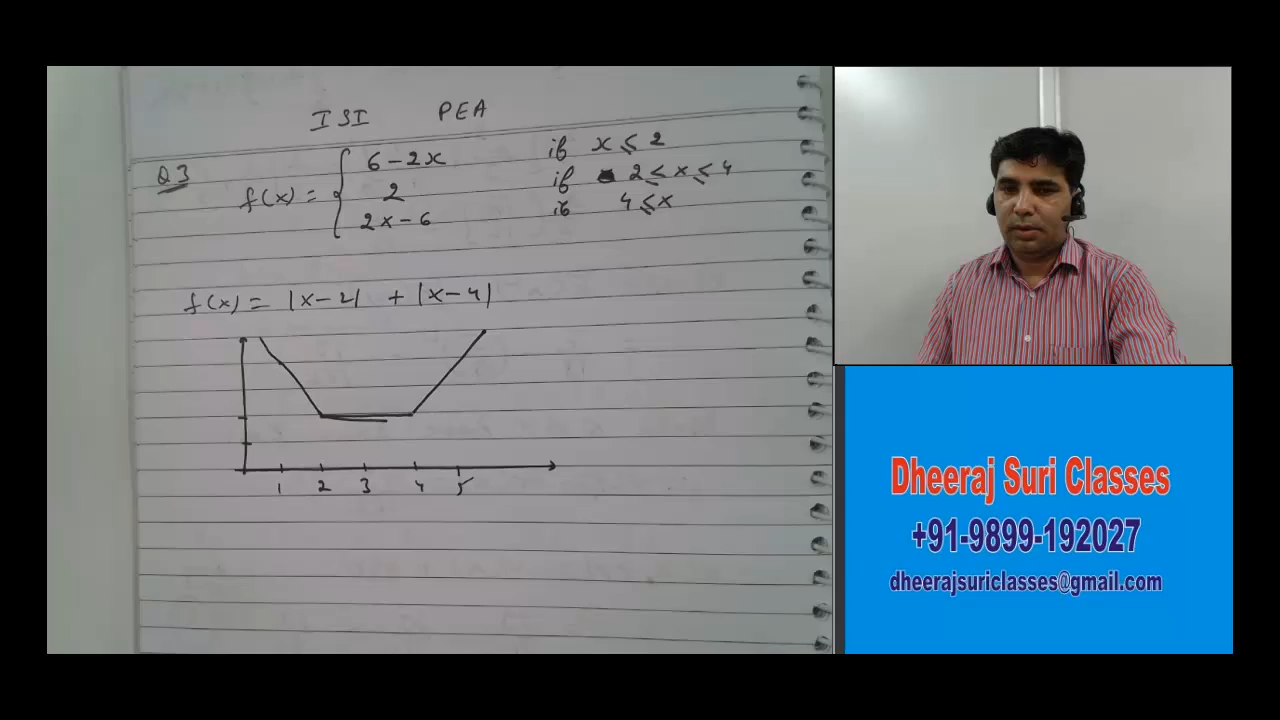 ISI PEA
Q3
6-2x if x ≤ 2
f(x) = { 2 if 2 ≤ x ≤ 4
2x-6 if 4 ≤ x
f(x) = |x-2| + |x-4|
1 2 3 4 5
Dheeraj Suri Classes
+91-9899-192027
dheerajsuriclasses@gmail.com